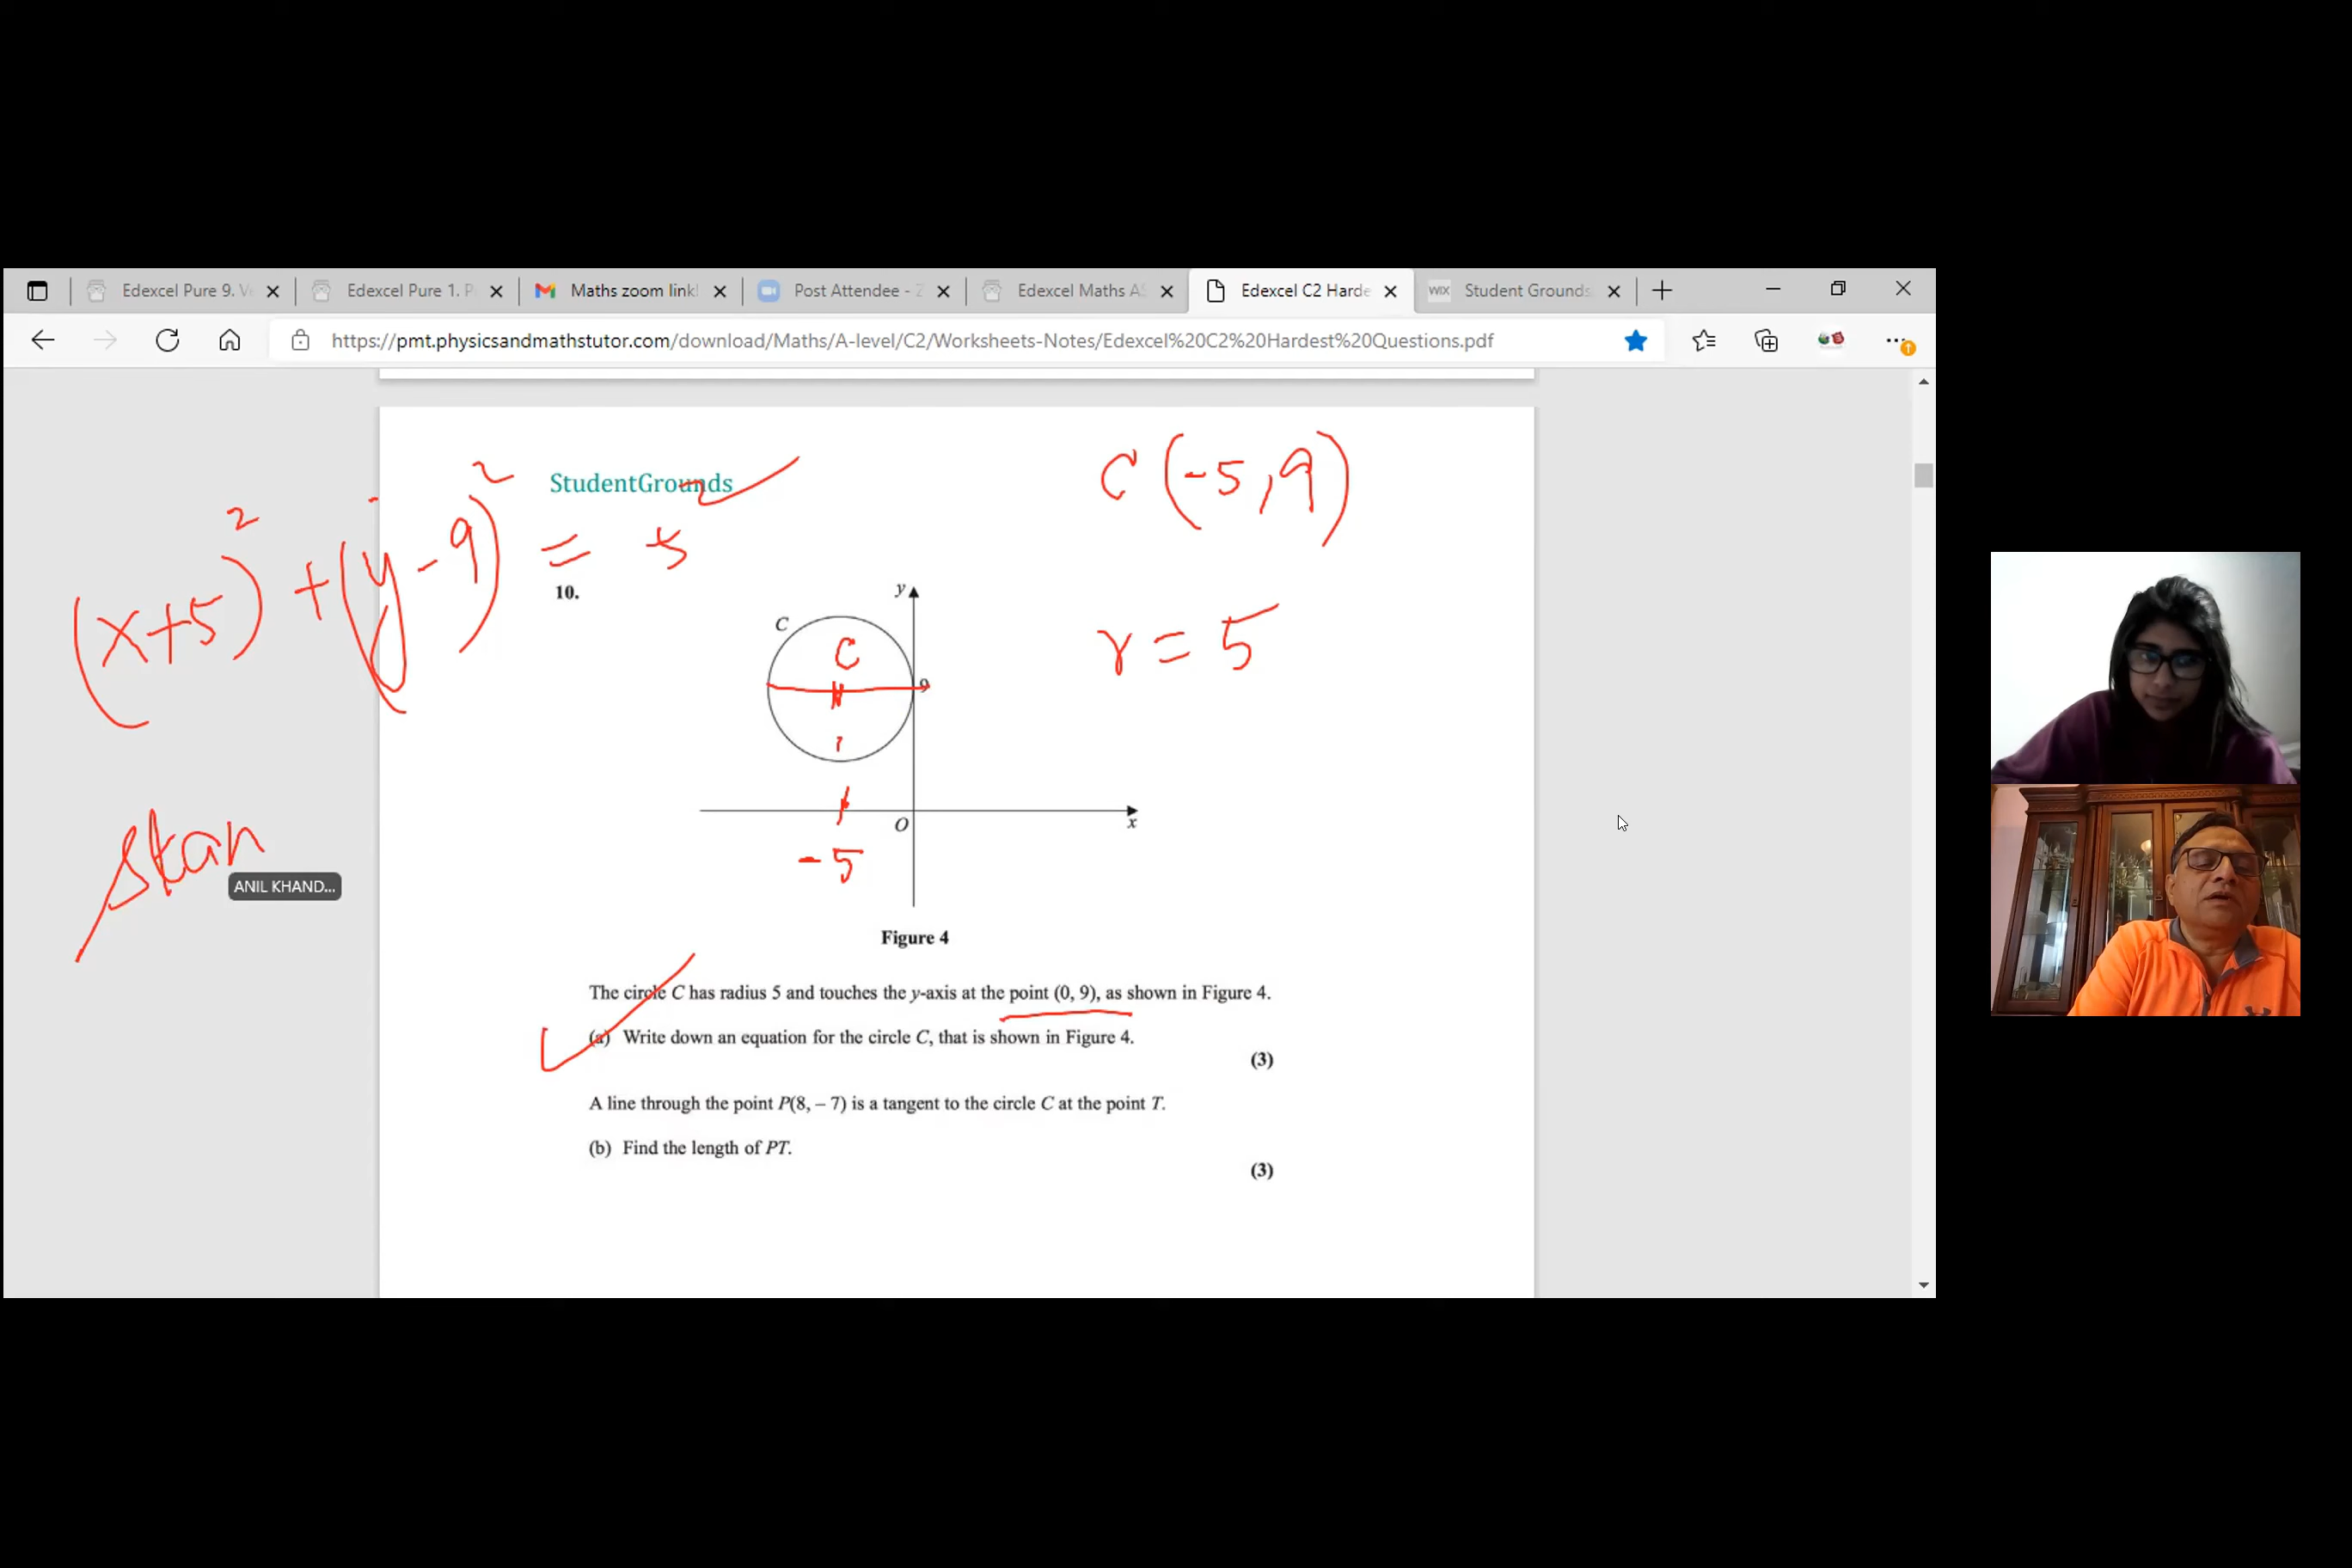 Edexcel Pure 9. Ve
Edexcel Pure 1. P
Maths zoom link
Post Attendee - Z
Edexcel Maths A
Edexcel C2 Harde
WIX
Student Grounds
https://pmt.physicsandmathstutor.com/download/Maths/A-level/C2/Worksheets-Notes/Edexcel%20C2%20Hardest%20Questions.pdf
StudentGrounds
C (-5, 9)
(x+5)² + (y-9)² = 5²
10.
r = 5
y
C
C
9
O
x
-5
Stan
ANIL KHAND...
Figure 4
The circle C has radius 5 and touches the y-axis at the point (0, 9), as shown in Figure 4.
(a) Write down an equation for the circle C, that is shown in Figure 4.
(3)
A line through the point P(8, – 7) is a tangent to the circle C at the point T.
(b) Find the length of PT.
(3)